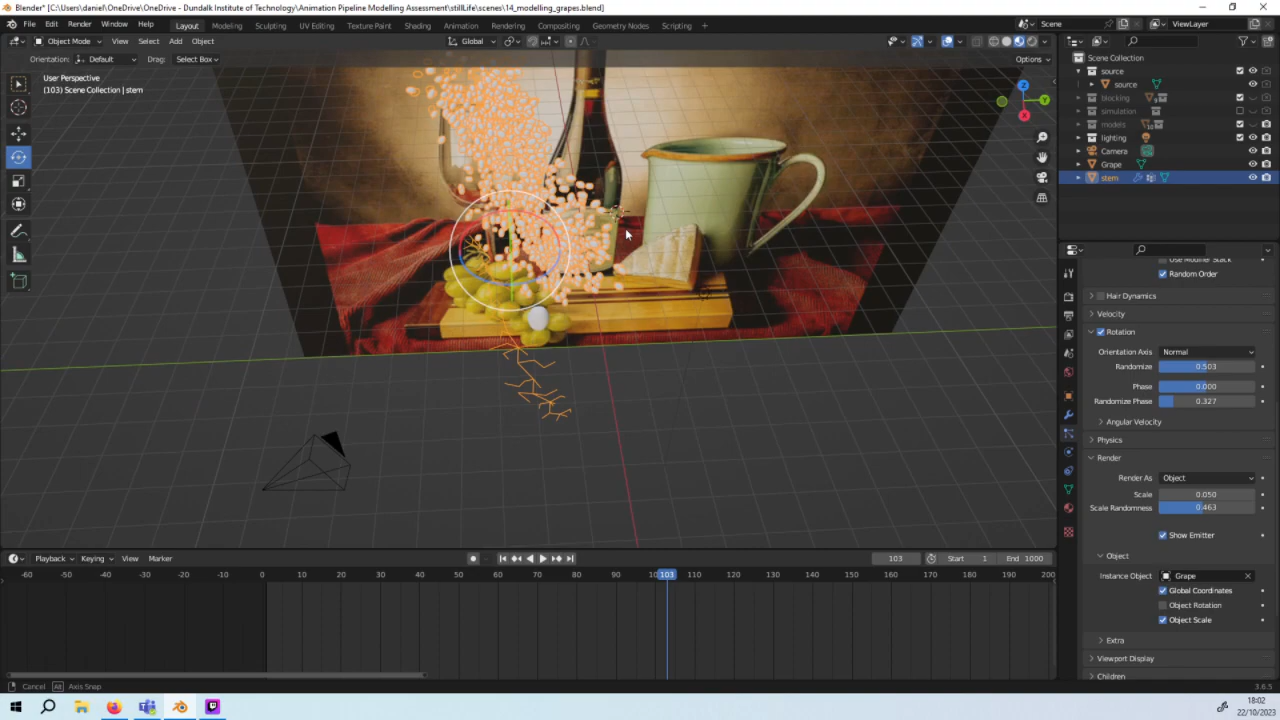 Blender* [C:\Users\daniel\OneDrive\OneDrive - Dundalk Institute of Technology\Animation Pipeline Modelling Assessment\stillLife\scenes\14_modelling_grapes.blend]
File Edit Render Window Help Layout Modeling Sculpting UV Editing Texture Paint Shading Animation Rendering Compositing Geometry Nodes Scripting + Scene ViewLayer
Object Mode View Select Add Object Global
Orientation: Default Drag: Select Box Options
User Perspective
(103) Scene Collection | stem
Z
Y
X
Scene Collection
source
source
blocking
simulation
models
lighting
Camera
Grape
stem
Use Modifier Stack
Random Order
Hair Dynamics
Velocity
Rotation
Orientation Axis Normal
Randomize 0.503
Phase 0.000
Randomize Phase 0.327
Angular Velocity
Physics
Render
Render As Object
Scale 0.050
Scale Randomness 0.463
Show Emitter
Object
Instance Object Grape
Global Coordinates
Object Rotation
Object Scale
Extra
Viewport Display
Children
Playback Keying View Marker 103 Start 1 End 1000
-60 -50 -40 -30 -20 -10 0 10 20 30 40 50 60 70 80 90 103 110 120 130 140 150 160 170 180 190 200
Cancel Alt Axis Snap 3.6.5
18:02
22/10/2023